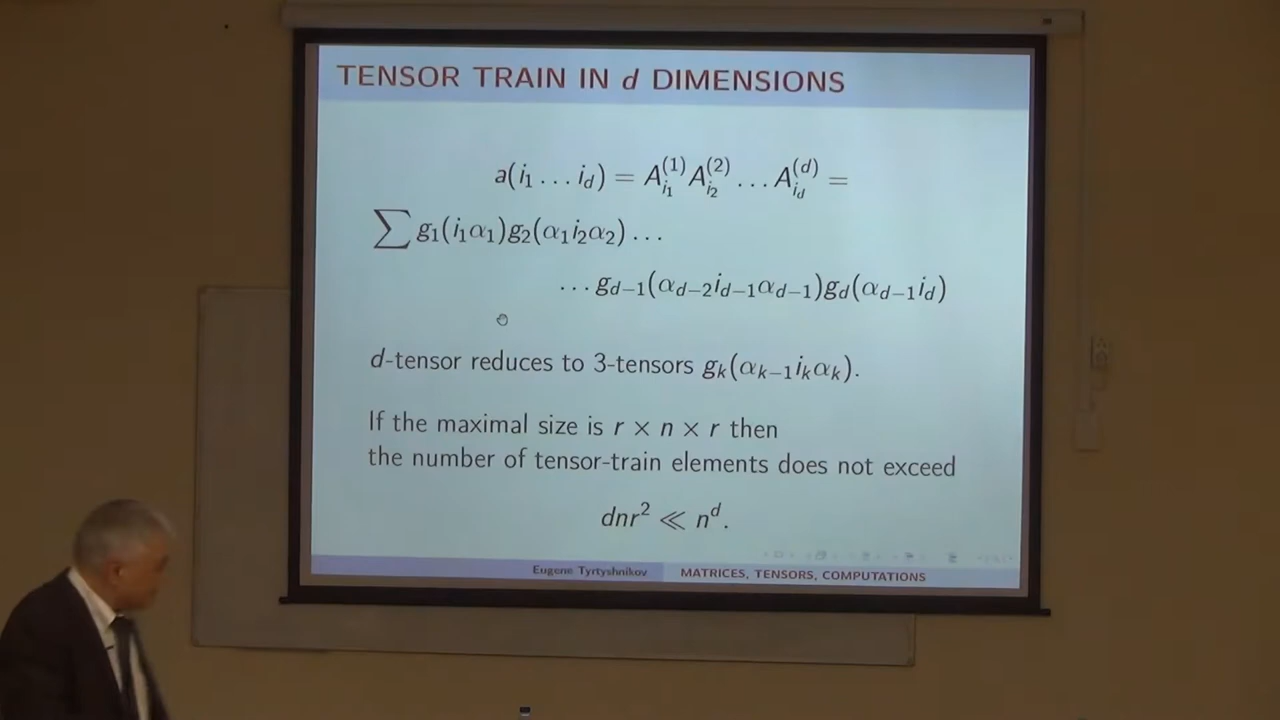 TENSOR TRAIN IN d DIMENSIONS
a(i₁ … i_d) = A_{i₁}^{(1)} A_{i₂}^{(2)} … A_{i_d}^{(d)} =
∑ g₁(i₁α₁)g₂(α₁i₂α₂) …
… g_{d−1}(α_{d−2}i_{d−1}α_{d−1})g_d(α_{d−1}i_d)
d-tensor reduces to 3-tensors g_k(α_{k−1}i_kα_k).
If the maximal size is r × n × r then
the number of tensor-train elements does not exceed
dnr² ≪ n^d.
Eugene Tyrtyshnikov MATRICES, TENSORS, COMPUTATIONS